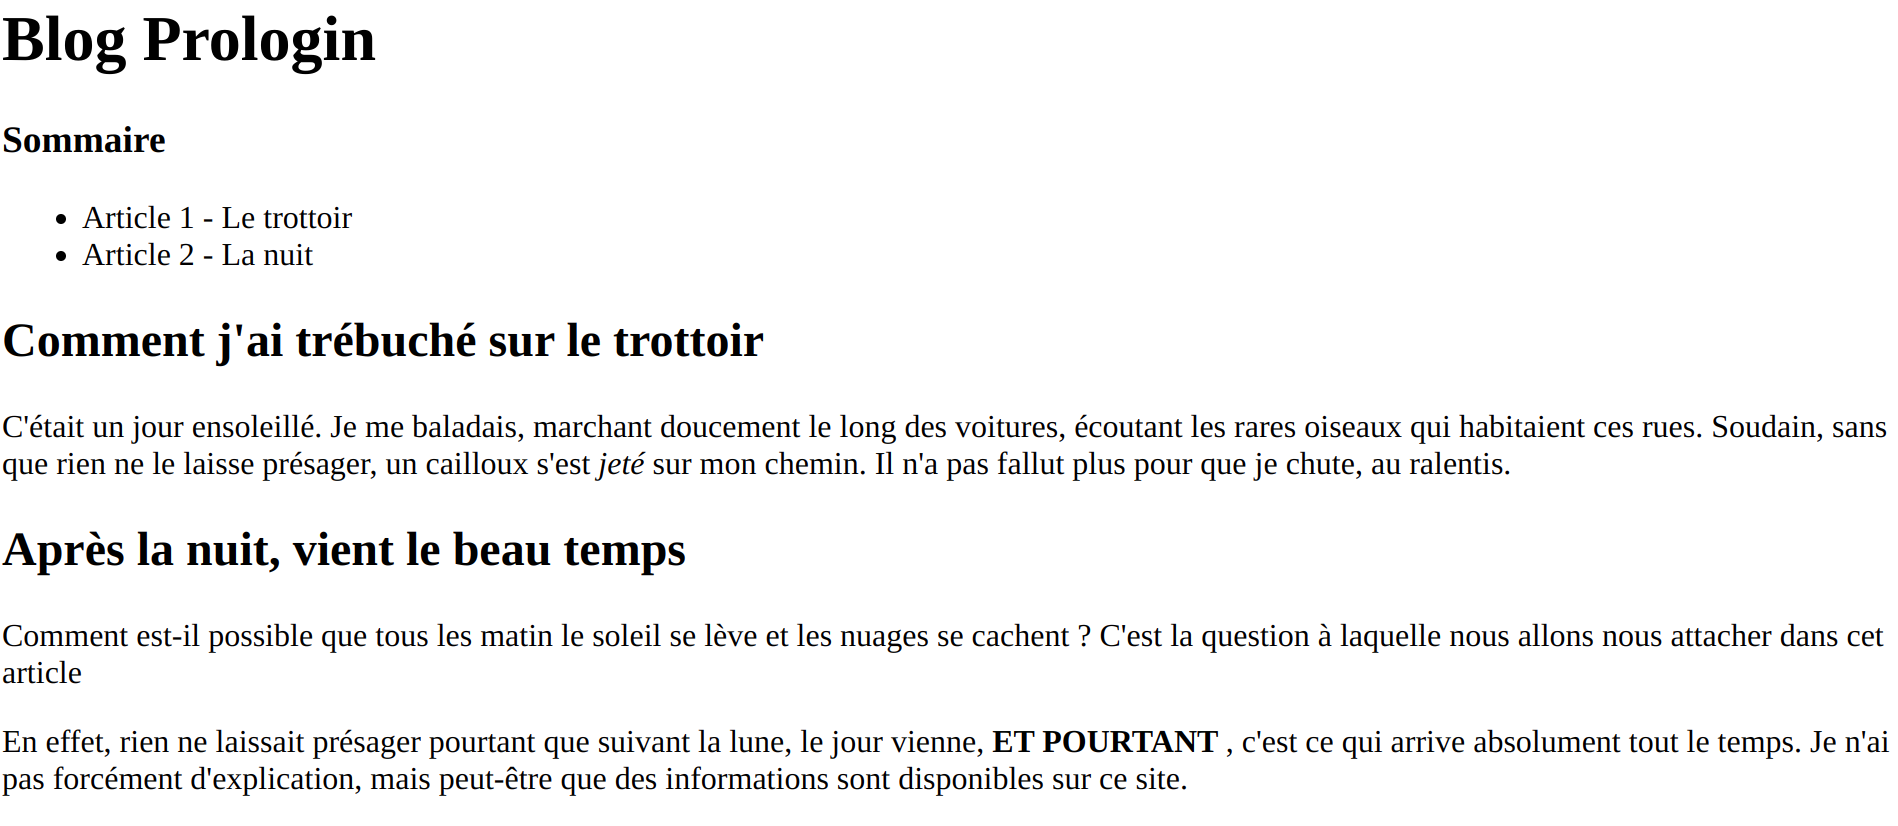 Blog Prologin
Sommaire
• Article 1 - Le trottoir
• Article 2 - La nuit
Comment j'ai trébuché sur le trottoir
C'était un jour ensoleillé. Je me baladais, marchant doucement le long des voitures, écoutant les rares oiseaux qui habitaient ces rues. Soudain, sans
que rien ne le laisse présager, un cailloux s'est jeté sur mon chemin. Il n'a pas fallut plus pour que je chute, au ralentis.
Après la nuit, vient le beau temps
Comment est-il possible que tous les matin le soleil se lève et les nuages se cachent ? C'est la question à laquelle nous allons nous attacher dans cet
article
En effet, rien ne laissait présager pourtant que suivant la lune, le jour vienne, ET POURTANT , c'est ce qui arrive absolument tout le temps. Je n'ai
pas forcément d'explication, mais peut-être que des informations sont disponibles sur ce site.